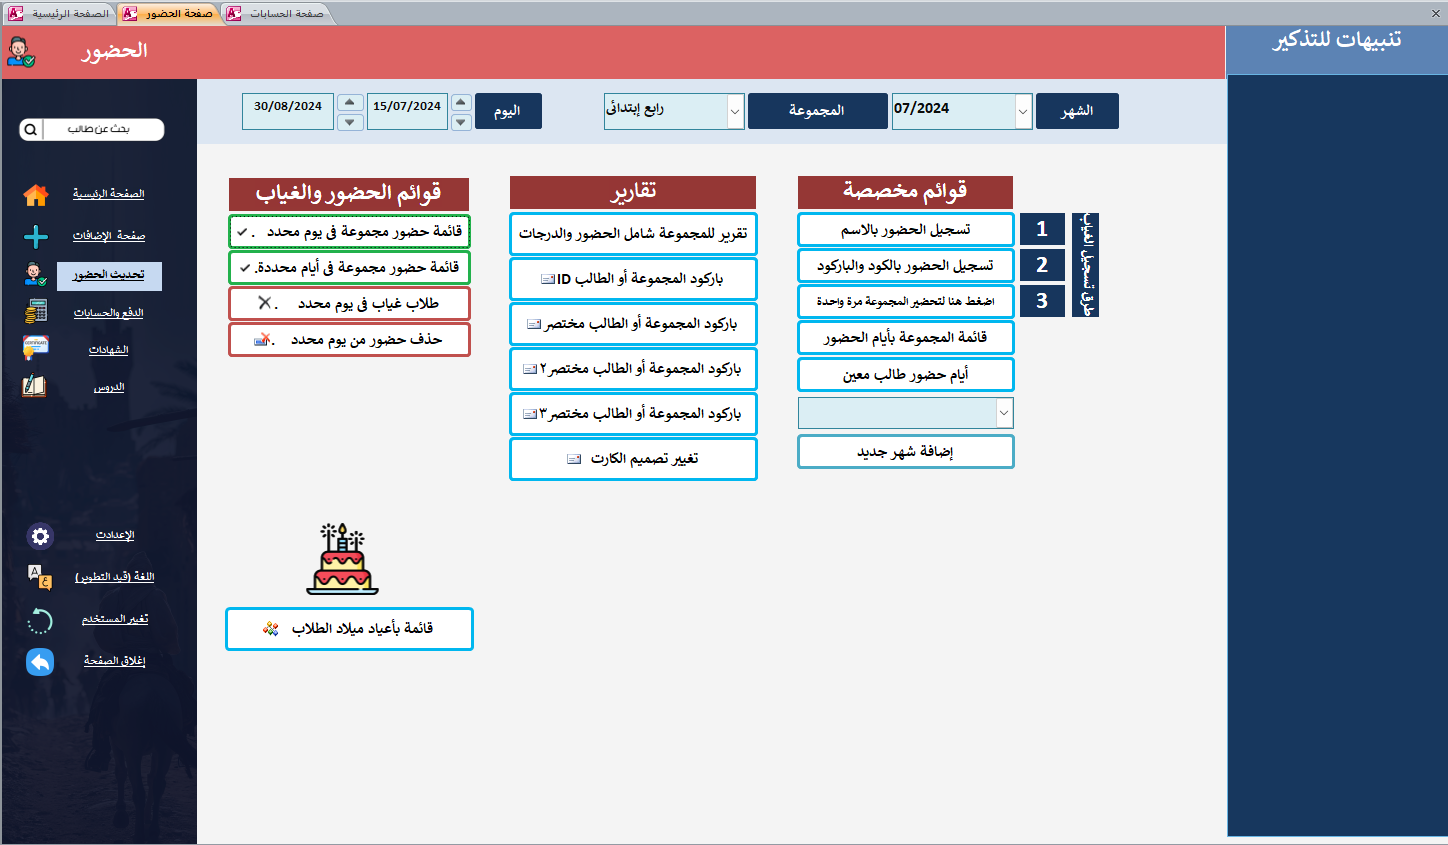 الصفحة الرئيسية
صفحة الحضور
صفحة الحسابات
تنبيهات للتذكير
الحضور
الشهر
07/2024
المجموعة
رابع إبتدائى
اليوم
15/07/2024
30/08/2024
بحث عن طالب
الصفحة الرئيسية
صفحة الإضافات
تحديث الحضور
الدفع والحسابات
الشهادات
الدروس
الإعدادت
اللغة (قيد التطوير)
تغيير المستخدم
إغلاق الصفحة
طرق تسجيل الغياب
1
2
3
قوائم مخصصة
تسجيل الحضور بالاسم
تسجيل الحضور بالكود والباركود
اضغط هنا لتحضير المجموعة مرة واحدة
قائمة المجموعة بأيام الحضور
أيام حضور طالب معين
إضافة شهر جديد
تقارير
تقرير للمجموعة شامل الحضور والدرجات
باركود المجموعة أو الطالب ID
باركود المجموعة أو الطالب مختصر
باركود المجموعة أو الطالب مختصر٢
باركود المجموعة أو الطالب مختصر٣
تغيير تصميم الكارت
قوائم الحضور والغياب
قائمة حضور مجموعة فى يوم محدد .
قائمة حضور مجموعة فى أيام محددة.
طلاب غياب فى يوم محدد .
حذف حضور من يوم محدد .
قائمة بأعياد ميلاد الطلاب